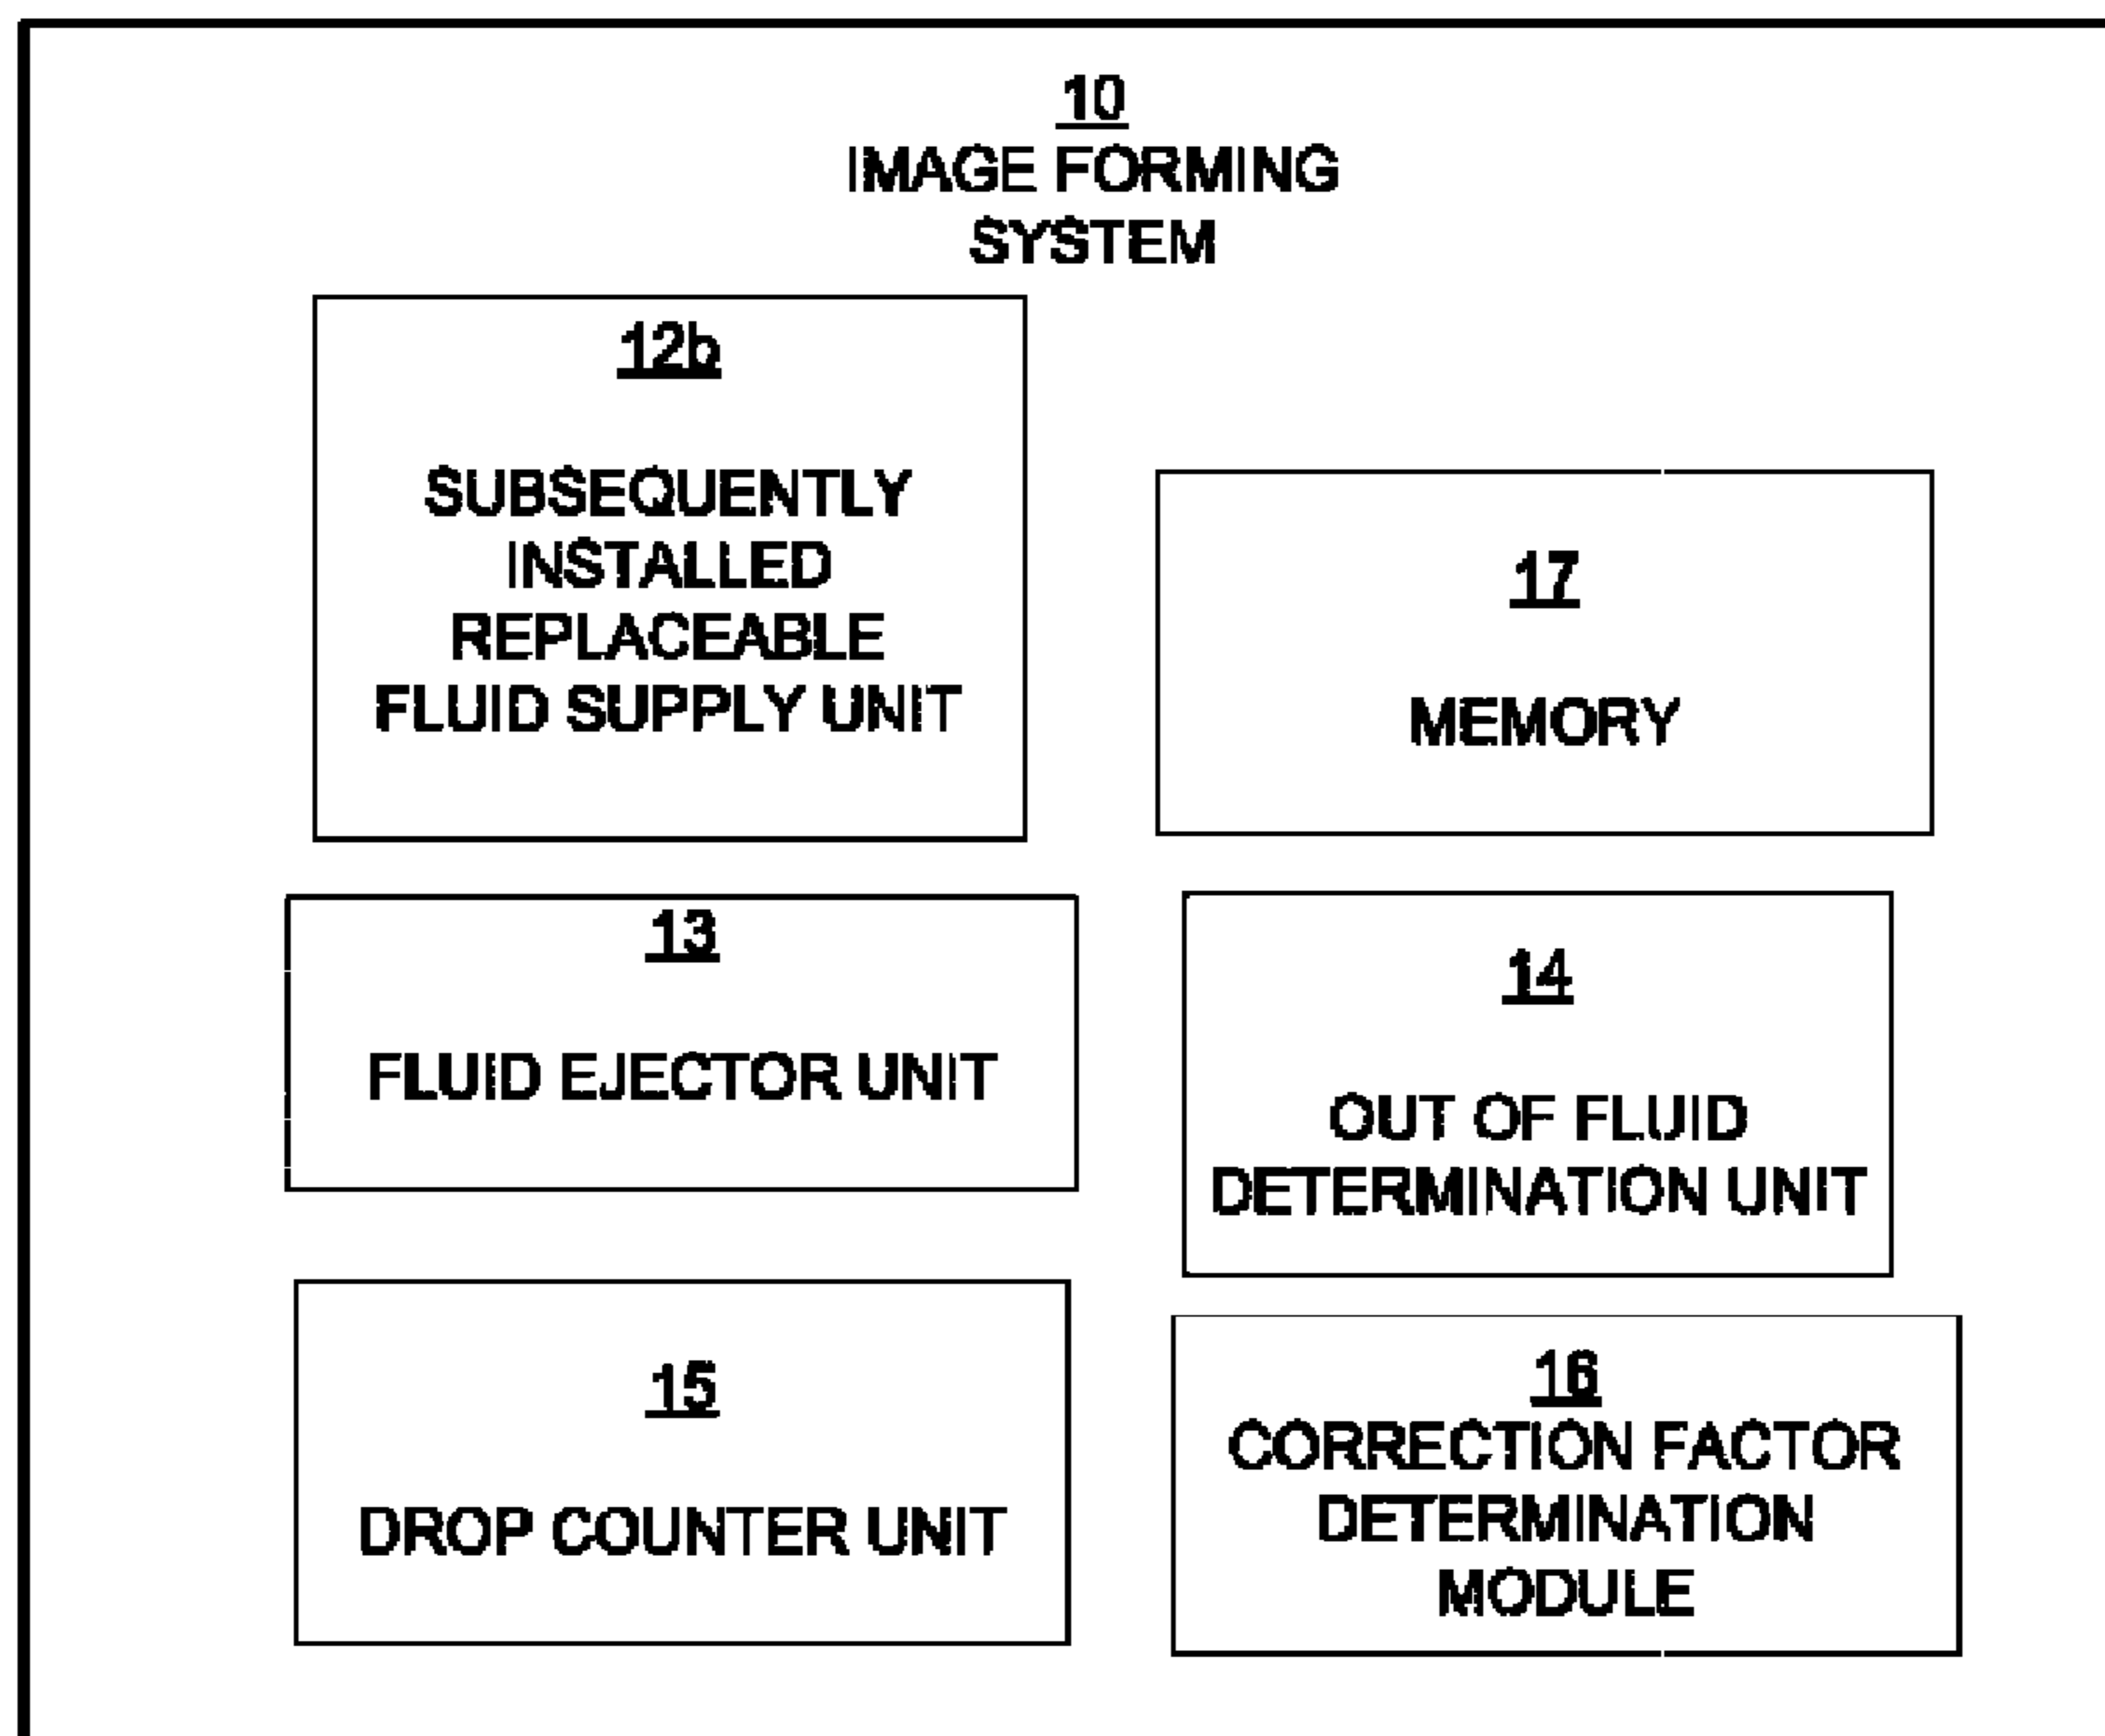 10
IMAGE FORMING
SYSTEM
12b
SUBSEQUENTLY
INSTALLED
REPLACEABLE
FLUID SUPPLY UNIT
17
MEMORY
13
FLUID EJECTOR UNIT
14
OUT OF FLUID
DETERMINATION UNIT
15
DROP COUNTER UNIT
16
CORRECTION FACTOR
DETERMINATION
MODULE